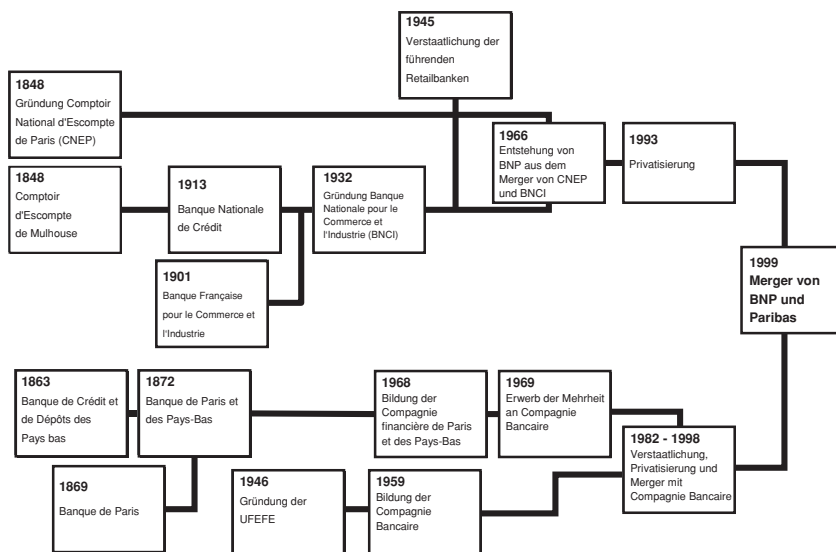 1945
Verstaatlichung der
führenden
Retailbanken
1848
Gründung Comptoir
National d'Escompte
de Paris (CNEP)
1966
Entstehung von
BNP aus dem
Merger von CNEP
und BNCI
1993
Privatisierung
1848
Comptoir
d'Escompte
de Mulhouse
1913
Banque Nationale
de Crédit
1932
Gründung Banque
Nationale pour le
Commerce et
l'Industrie (BNCI)
1901
Banque Française
pour le Commerce et
l'Industrie
1999
Merger von
BNP und
Paribas
1863
Banque de Crédit et
de Dépôts des
Pays bas
1872
Banque de Paris et
des Pays-Bas
1968
Bildung der
Compagnie
financière de Paris
et des Pays-Bas
1969
Erwerb der Mehrheit
an Compagnie
Bancaire
1982 - 1998
Verstaatlichung,
Privatisierung und
Merger mit
Compagnie Bancaire
1869
Banque de Paris
1946
Gründung der
UFEFE
1959
Bildung der
Compagnie
Bancaire